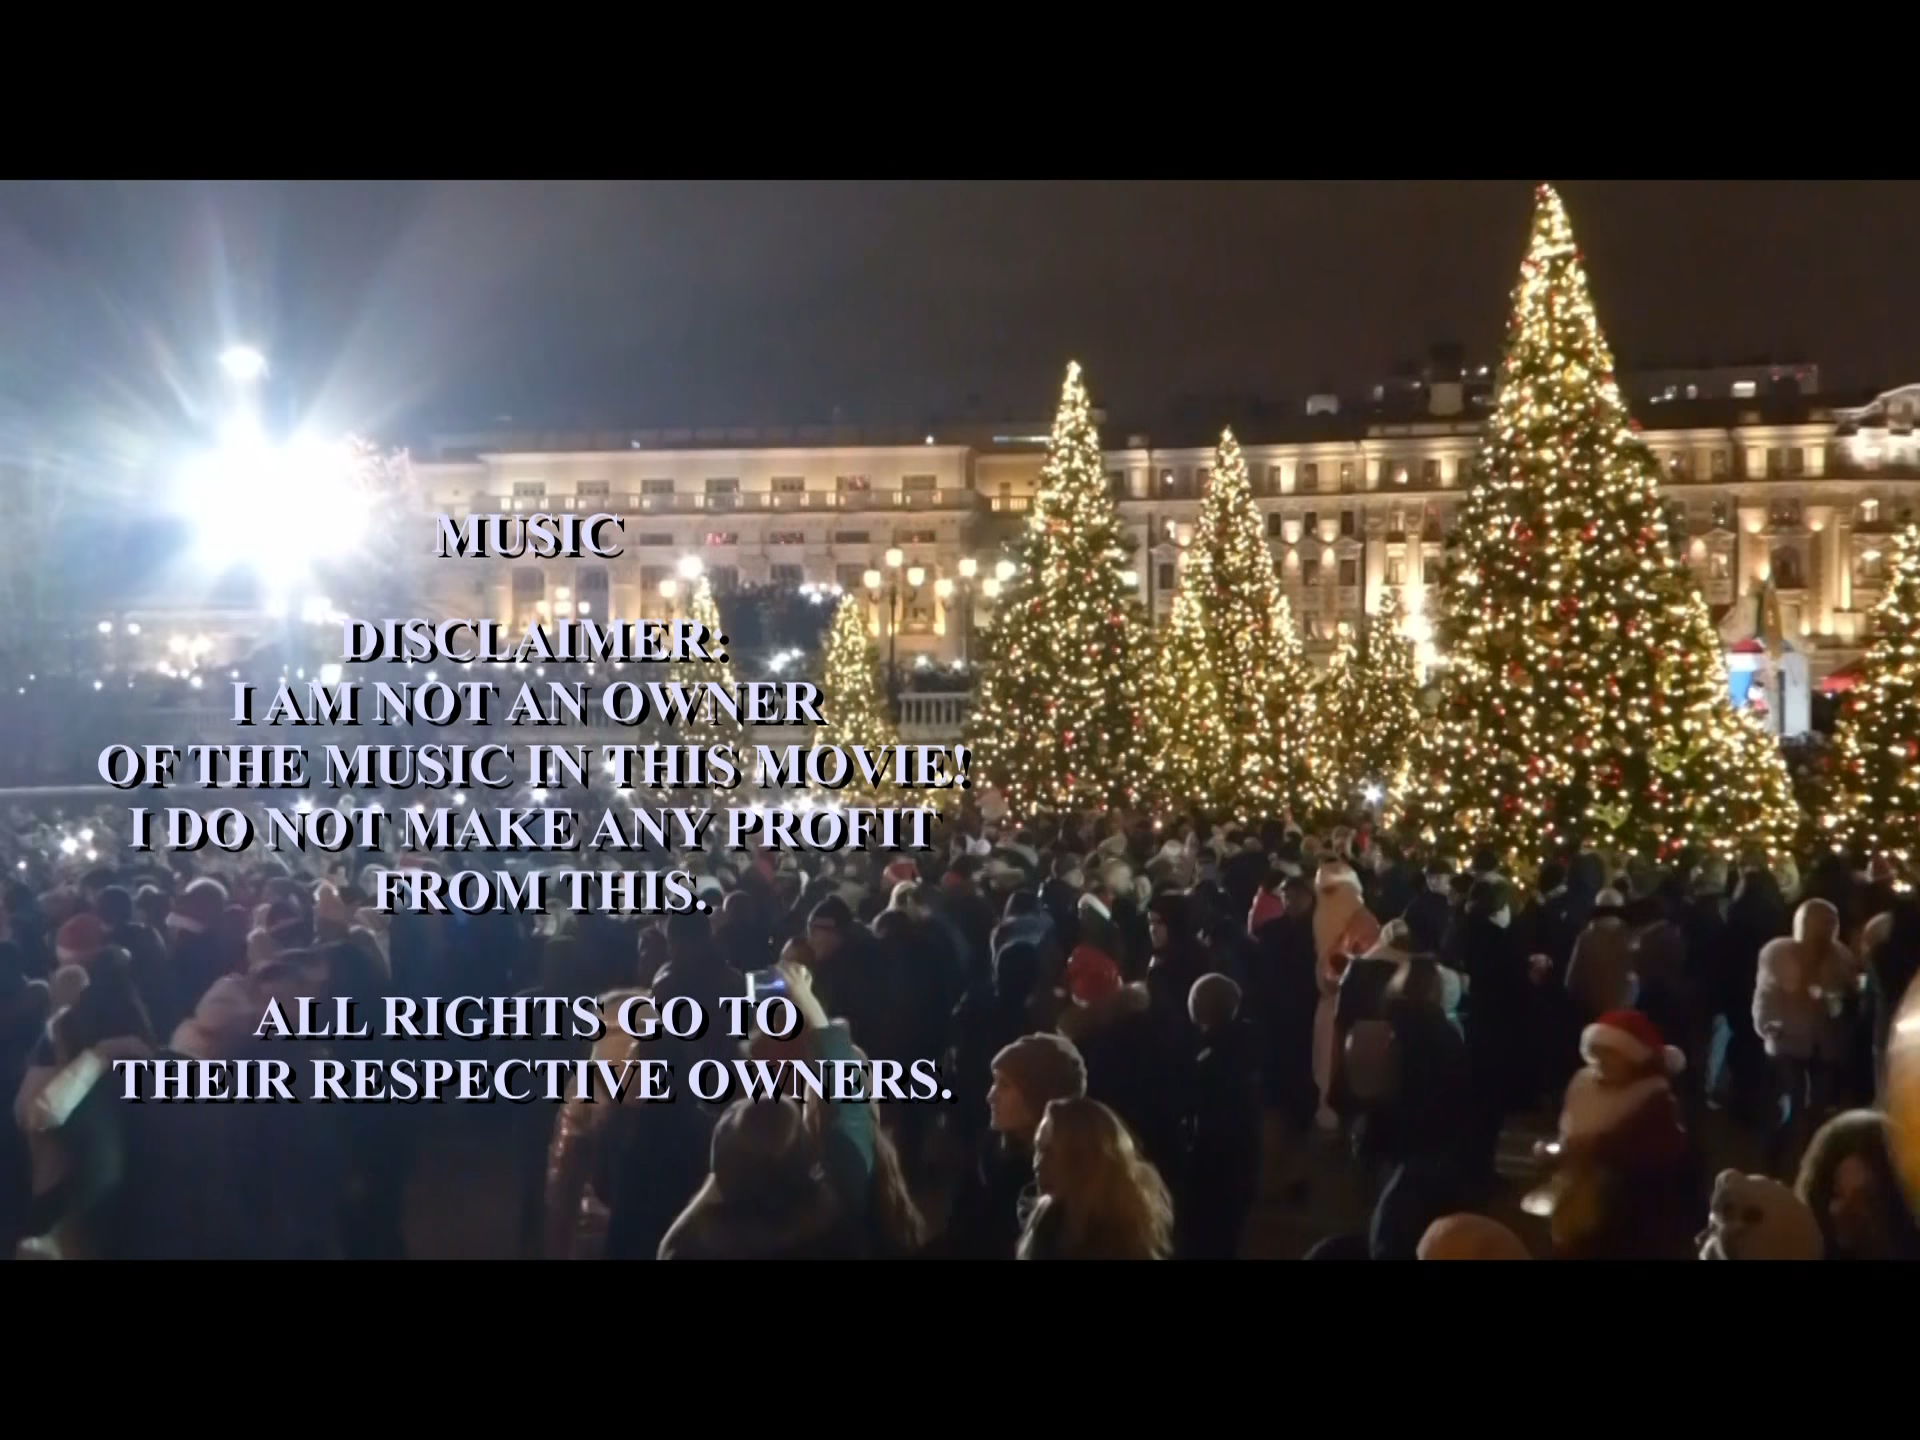 MUSIC
DISCLAIMER:
I AM NOT AN OWNER
OF THE MUSIC IN THIS MOVIE!
I DO NOT MAKE ANY PROFIT
FROM THIS.
ALL RIGHTS GO TO
THEIR RESPECTIVE OWNERS.